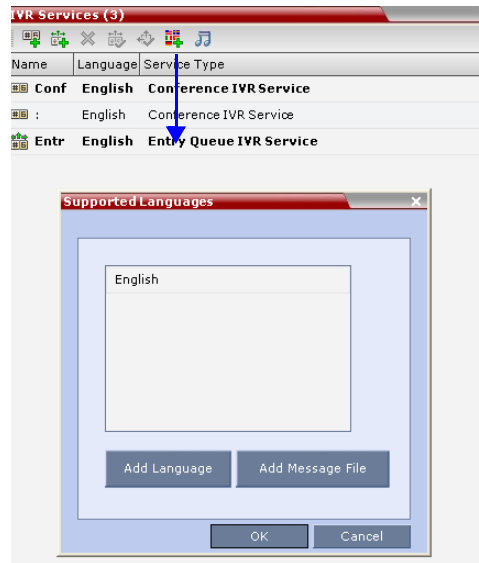 IVR Services (3)
Name Language Service Type
Conf English Conference IVR Service
: English Conference IVR Service
Entr English Entry Queue IVR Service
Supported Languages
English
Add Language Add Message File
OK Cancel